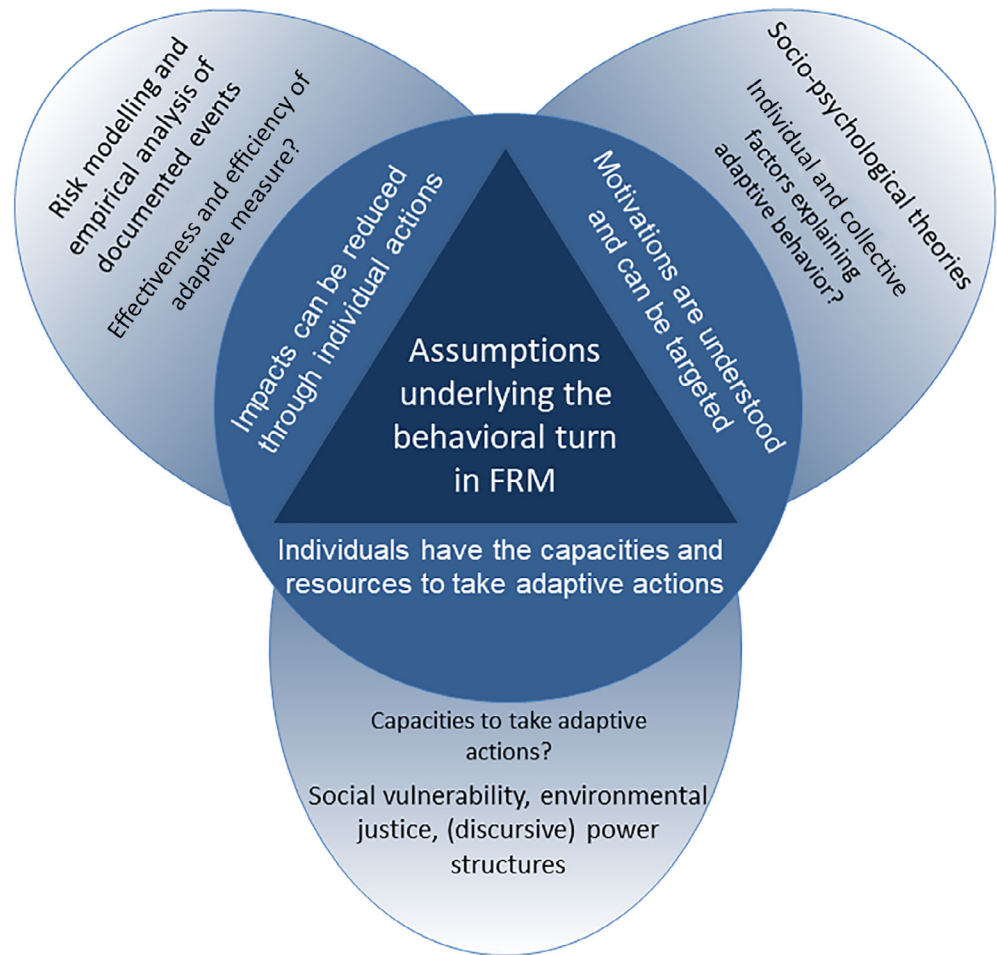 Risk modelling and
empirical analysis of
documented events
Effectiveness and efficiency of
adaptive measure?
Socio-psychological theories
Individual and collective
factors explaining
adaptive behavior?
Impacts can be reduced
through individual actions
Motivations are understood
and can be targeted
Assumptions
underlying the
behavioral turn
in FRM
Individuals have the capacities and
resources to take adaptive actions
Capacities to take adaptive
actions?
Social vulnerability, environmental
justice, (discursive) power
structures